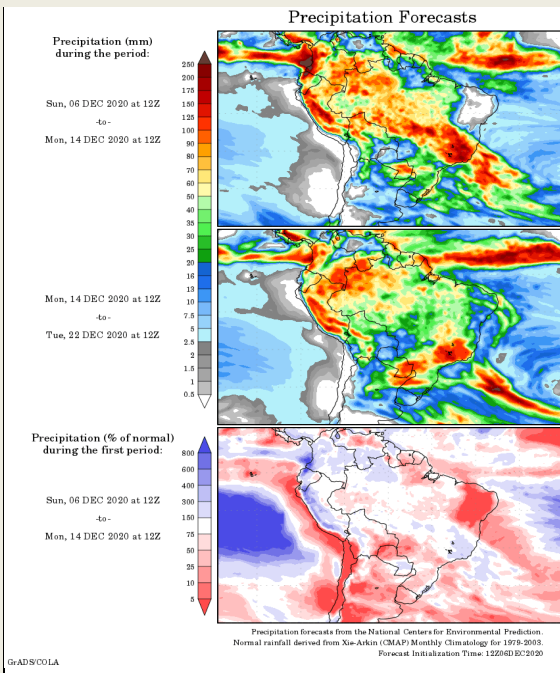 Precipitation Forecasts
Precipitation (mm)
during the period:
Sun, 06 DEC 2020 at 12Z
-to-
Mon, 14 DEC 2020 at 12Z
250
200
175
150
125
100
90
80
70
60
50
40
35
30
25
20
16
13
10
7.5
5
2.5
2
1.5
1
0.5
Mon, 14 DEC 2020 at 12Z
-to-
Tue, 22 DEC 2020 at 12Z
Precipitation (% of normal)
during the first period:
Sun, 06 DEC 2020 at 12Z
-to-
Mon, 14 DEC 2020 at 12Z
800
600
400
300
150
75
50
25
10
5
Precipitation forecasts from the National Centers for Environmental Prediction.
Normal rainfall derived from Xie-Arkin (CMAP) Monthly Climatology for 1979-2003.
Forecast Initialization Time: 12Z06DEC2020
GrADS/COLA